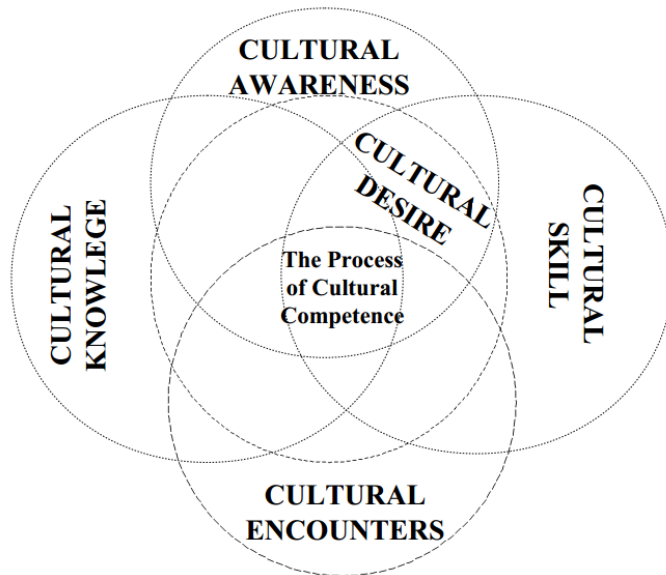 CULTURAL
AWARENESS
CULTURAL
DESIRE
CULTURAL
KNOWLEGE
The Process
of Cultural
Competence
CULTURAL
SKILL
CULTURAL
ENCOUNTERS